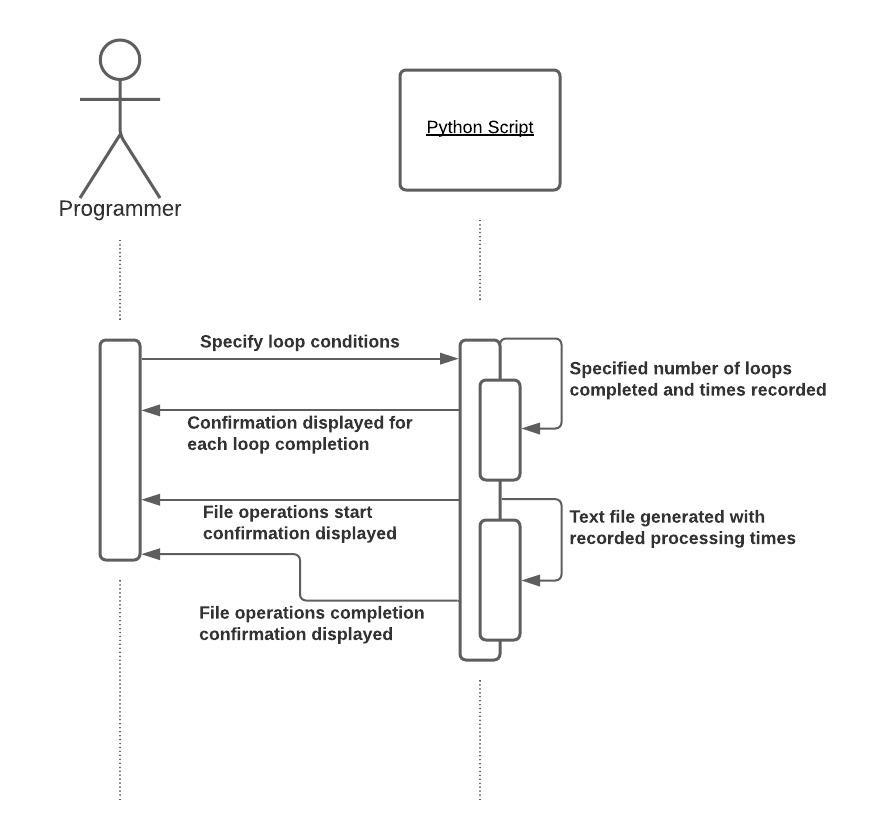 Python Script
Programmer
Specify loop conditions
Specified number of loops
completed and times recorded
Confirmation displayed for
each loop completion
File operations start
confirmation displayed
Text file generated with
recorded processing times
File operations completion
confirmation displayed